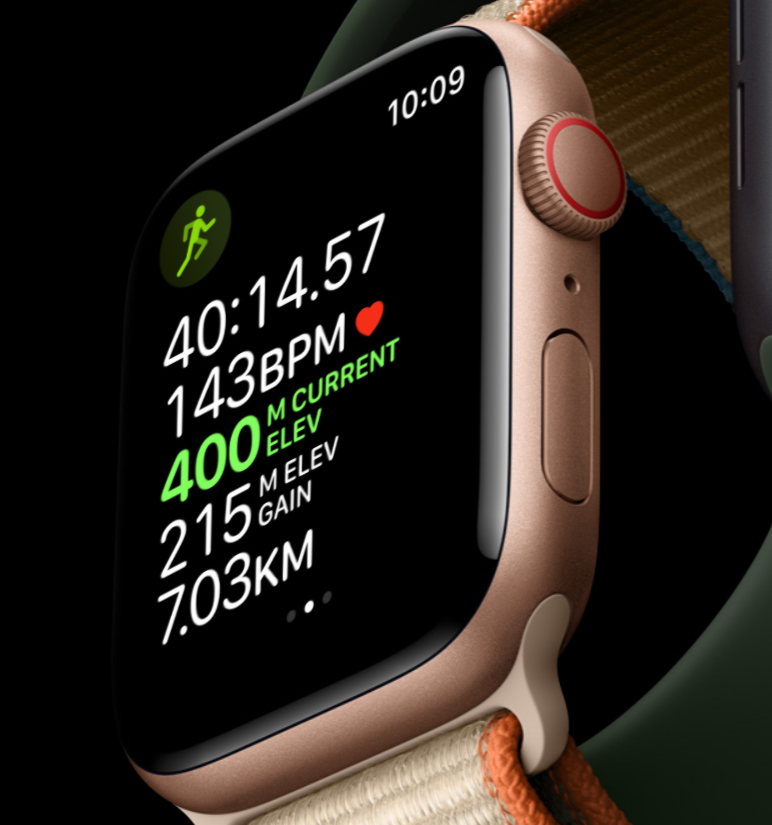 10:09
40:14.57
143BPM
400 M CURRENT
ELEV
215 M ELEV
GAIN
7.03KM